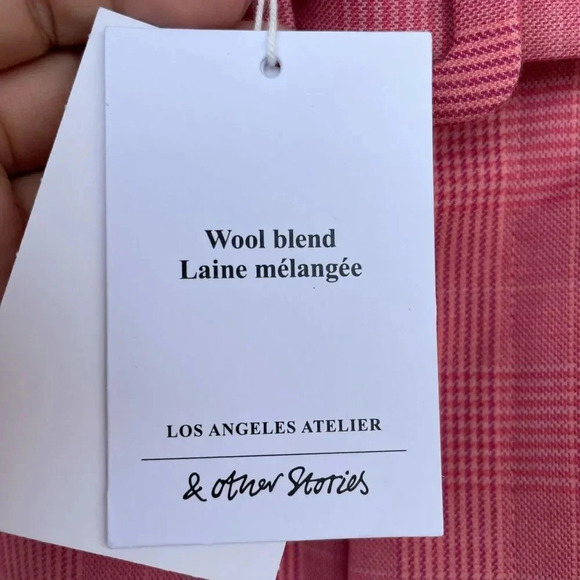 Wool blend
Laine mélangée
LOS ANGELES ATELIER
& other Stories